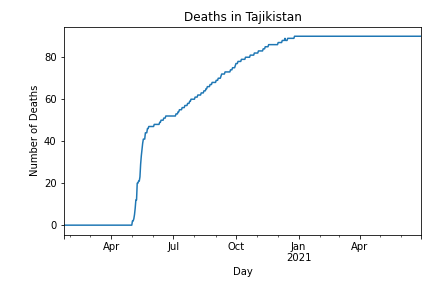 Deaths in Tajikistan
Number of Deaths
80
60
40
20
0
Apr Jul Oct Jan Apr
2021
Day